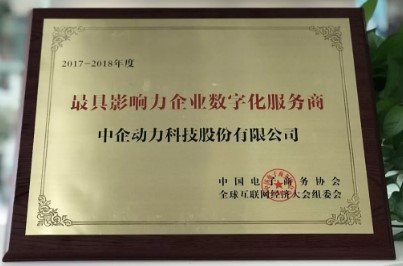 2017-2018年度
最具影响力企业数字化服务商
中企动力科技股份有限公司
中国电子商务协会
全球互联网经济大会组委会